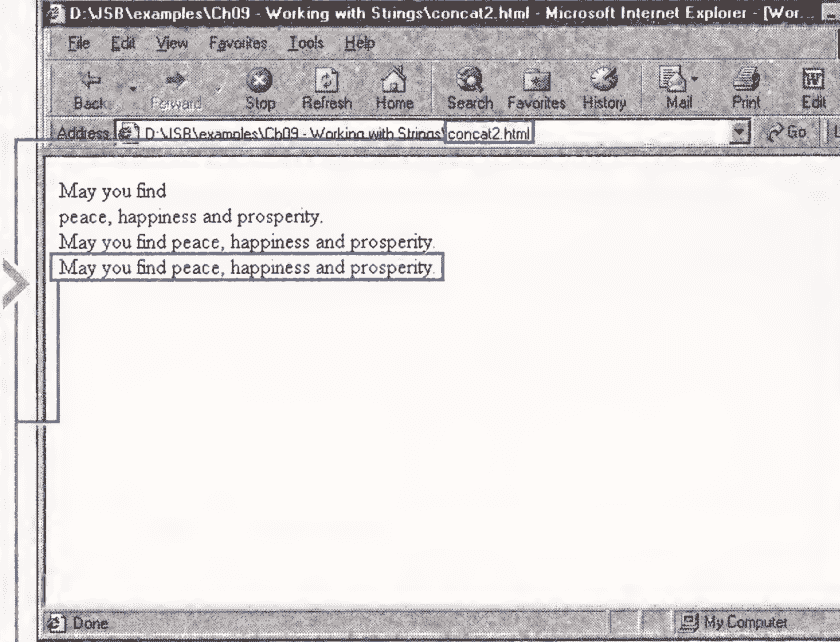 D:\JSB\examples\Ch09 - Working with Strings\concat2.html - Microsoft Internet Explorer - [Wor...
File Edit View Favorites Tools Help
Back Forward Stop Refresh Home Search Favorites History Mail Print Edit
Address D:\JSB\examples\Ch09 - Working with Strings\concat2.html Go
May you find
peace, happiness and prosperity.
May you find peace, happiness and prosperity.
May you find peace, happiness and prosperity.
Done My Computer